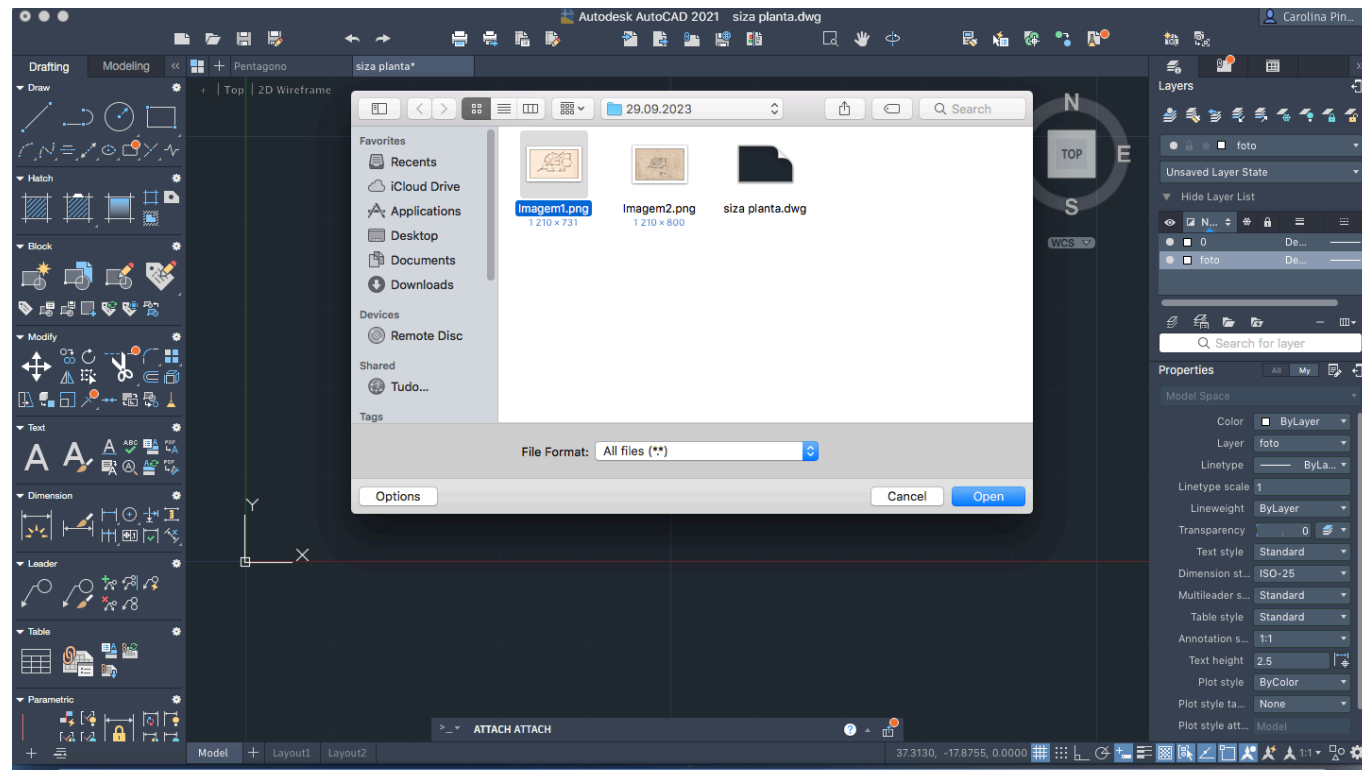 Autodesk AutoCAD 2021 siza planta.dwg
Carolina Pin...
Drafting Modeling
Pentagono
siza planta*
+ | Top | 2D Wireframe
Draw
Hatch
Block
Modify
Text
A A A ABC PDF
PDF
Dimension
Leader
Table
Parametric
29.09.2023
Search
Favorites
Recents
iCloud Drive
Applications
Desktop
Documents
Downloads
Devices
Remote Disc
Shared
Tudo...
Tags
Imagem1.png
1 210 × 731
Imagem2.png
1 210 × 800
siza planta.dwg
File Format: All files (*.*)
Options
Cancel
Open
N
TOP
E
S
WCS
Y
X
>_ ATTACH ATTACH
Layers
foto
Unsaved Layer State
Hide Layer List
N...
0 De...
foto De...
Search for layer
Properties All My
Model Space
Color ByLayer
Layer foto
Linetype ByLa...
Linetype scale 1
Lineweight ByLayer
Transparency 0
Text style Standard
Dimension st... ISO-25
Multileader s... Standard
Table style Standard
Annotation s... 1:1
Text height 2.5
Plot style ByColor
Plot style ta... None
Plot style att... Model
Model + Layout1 Layout2
37.3130, -17.8755, 0.0000
1:1